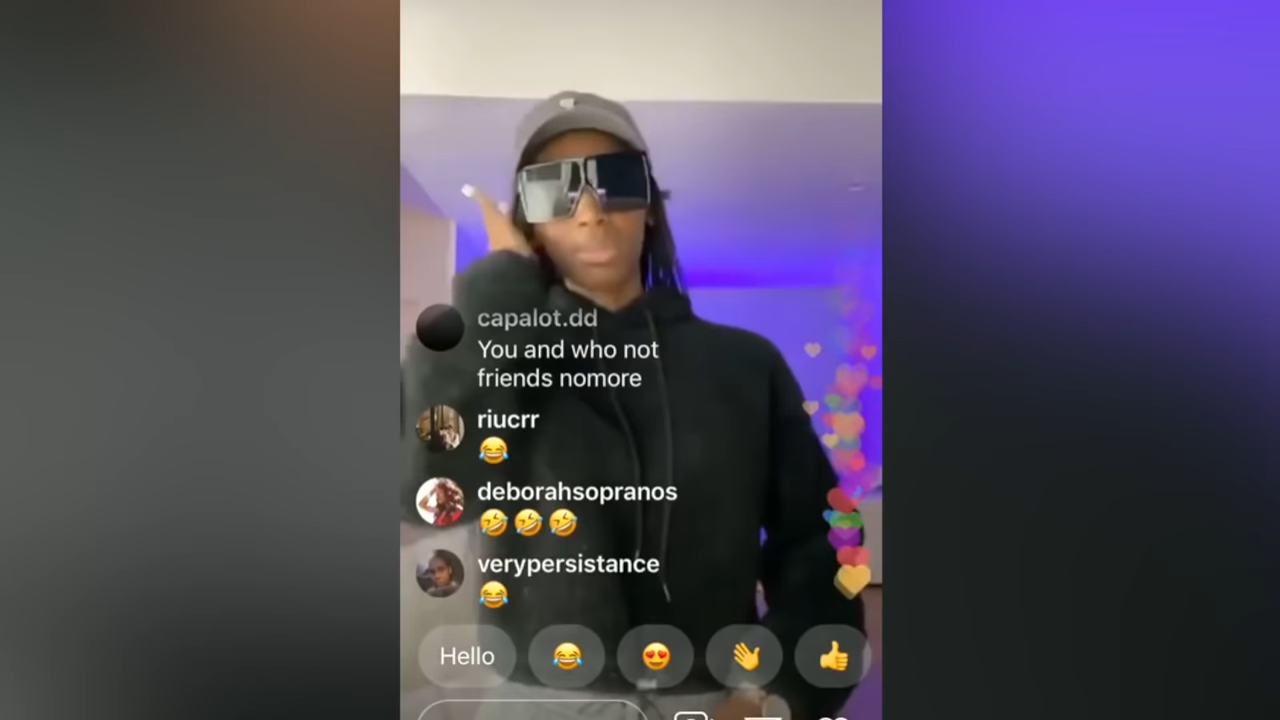 capalot.dd
You and who not
friends nomore
riucrr
😂
deborahsopranos
🤣🤣🤣
verypersistance
😂
Hello 😂 😍 👋 👍